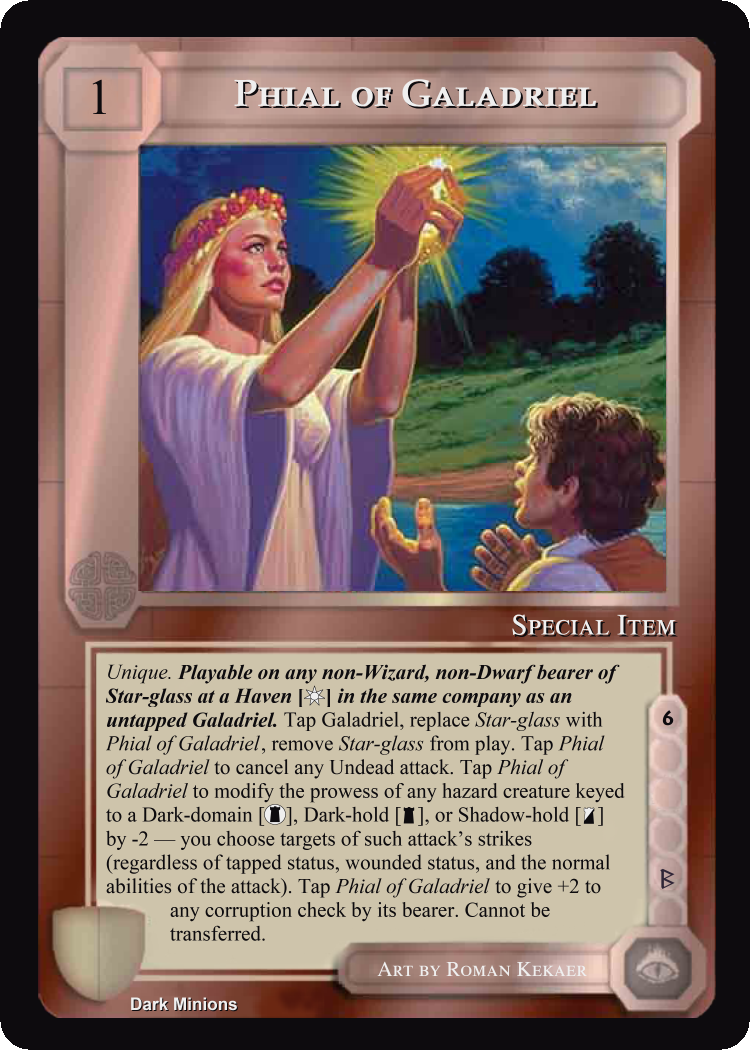 1
Phial of Galadriel
Special Item
Unique. Playable on any non-Wizard, non-Dwarf bearer of
Star-glass at a Haven [ ] in the same company as an
untapped Galadriel. Tap Galadriel, replace Star-glass with
Phial of Galadriel, remove Star-glass from play. Tap Phial
of Galadriel to cancel any Undead attack. Tap Phial of
Galadriel to modify the prowess of any hazard creature keyed
to a Dark-domain [ ], Dark-hold [ ], or Shadow-hold [ ]
by -2 — you choose targets of such attack's strikes
(regardless of tapped status, wounded status, and the normal
abilities of the attack). Tap Phial of Galadriel to give +2 to
any corruption check by its bearer. Cannot be
transferred.
6
ᛒ
Art by Roman Kekaer
Dark Minions